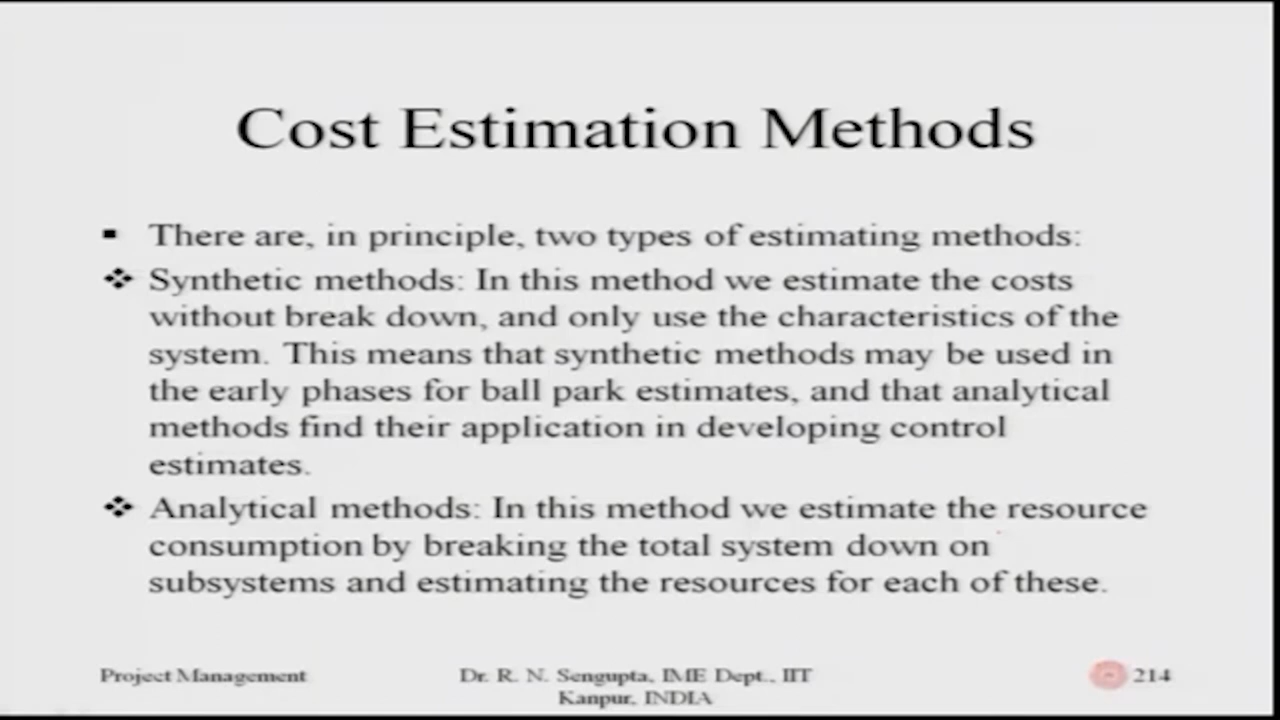 Cost Estimation Methods
There are, in principle, two types of estimating methods:
Synthetic methods: In this method we estimate the costs
without break down, and only use the characteristics of the
system. This means that synthetic methods may be used in
the early phases for ball park estimates, and that analytical
methods find their application in developing control
estimates.
Analytical methods: In this method we estimate the resource
consumption by breaking the total system down on
subsystems and estimating the resources for each of these.
Project Management
Dr. R. N. Sengupta, IME Dept., IIT
Kanpur, INDIA
214